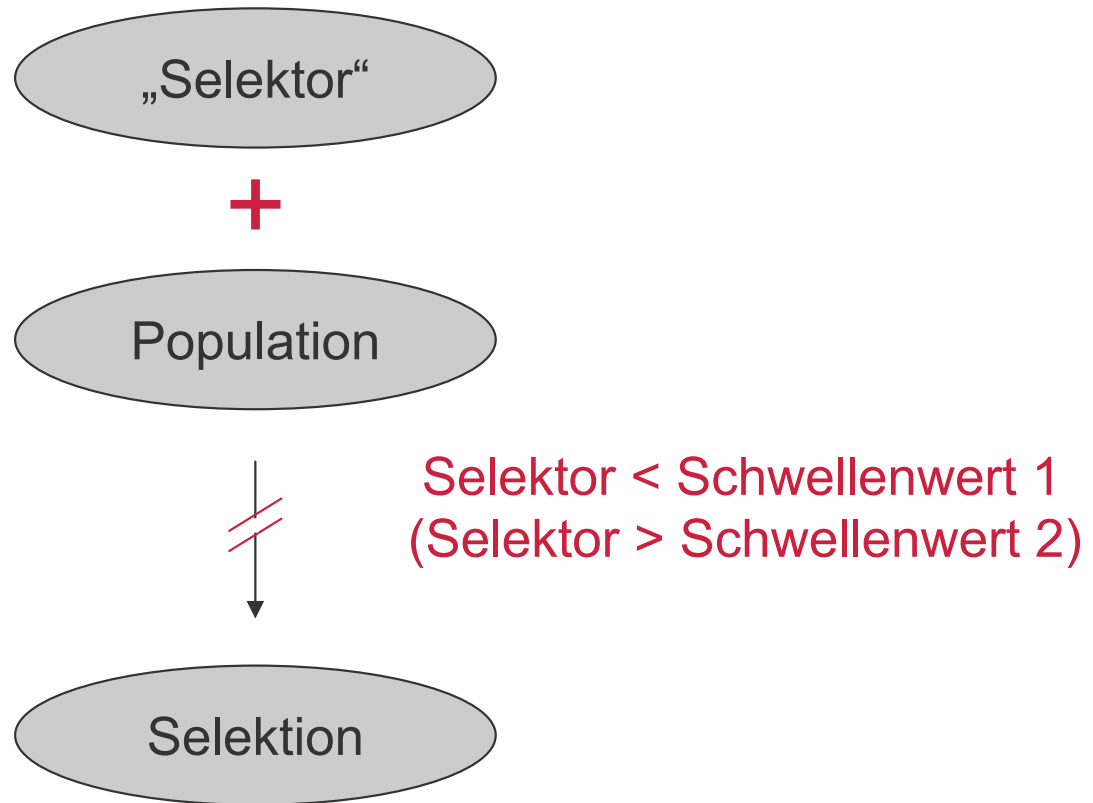 „Selektor“
+
Population
Selektor < Schwellenwert 1
(Selektor > Schwellenwert 2)
Selektion